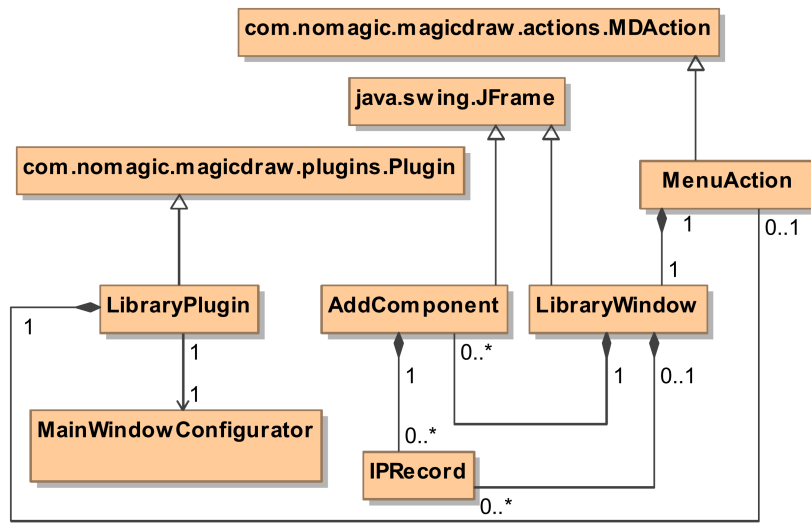 com.nomagic.magicdraw.actions.MDAction
java.swing.JFrame
com.nomagic.magicdraw.plugins.Plugin
MenuAction
1
0..1
1
LibraryPlugin
AddComponent
LibraryWindow
1
1
0..*
1
1
0..1
1
MainWindowConfigurator
0..*
IPRecord
0..*